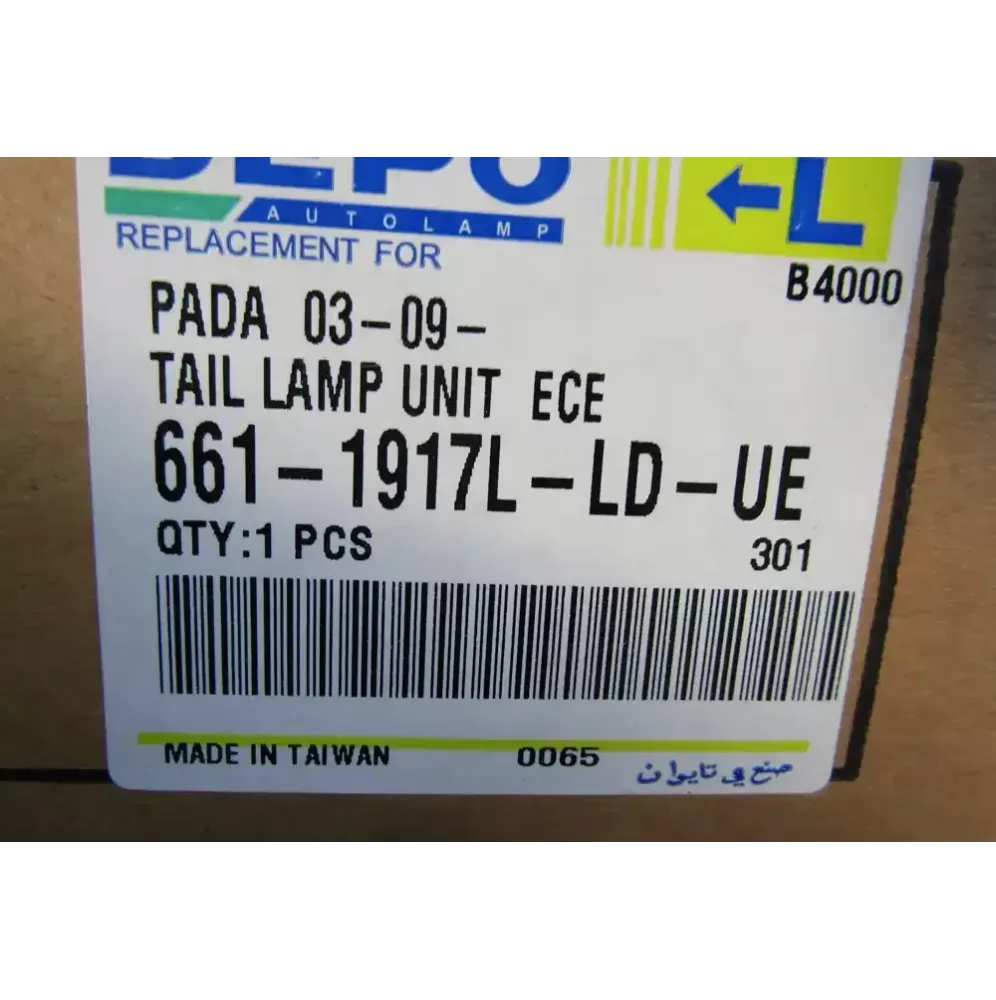 DEPO
AUTOLAMP
L
REPLACEMENT FOR
B4000
PADA 03-09-
TAIL LAMP UNIT ECE
661-1917L-LD-UE
QTY:1 PCS
301
MADE IN TAIWAN
0065
صنع في تايوان